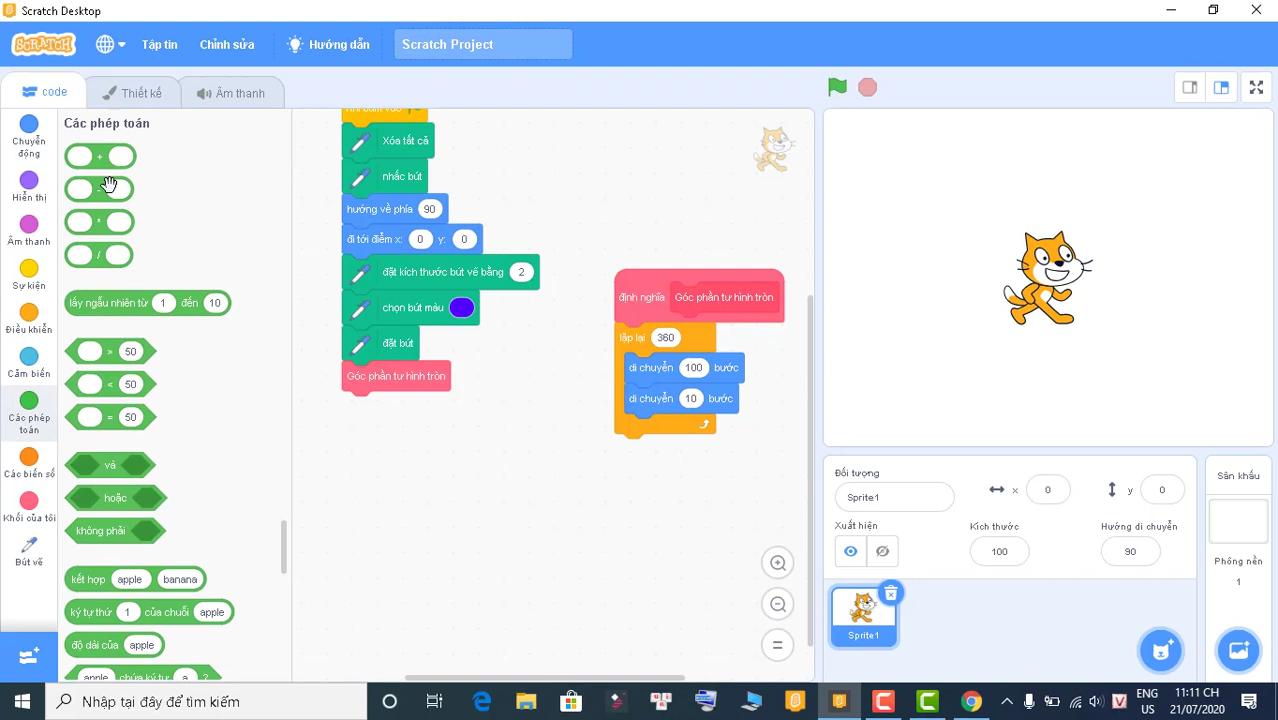 Scratch Desktop
SCRATCH Tập tin Chỉnh sửa Hướng dẫn Scratch Project
code Thiết kế Âm thanh
Chuyển động
Hiển thị
Âm thanh
Sự kiện
Điều khiển
Cảm biến
Các phép toán
Các biến số
Khối của tôi
Bút vẽ
Các phép toán
+
-
*
/
lấy ngẫu nhiên từ 1 đến 10
> 50
< 50
= 50
và
hoặc
không phải
kết hợp apple banana
ký tự thứ 1 của chuỗi apple
độ dài của apple
apple chứa ký tự a ?
Xóa tất cả
nhấc bút
hướng về phía 90
đi tới điểm x: 0 y: 0
đặt kích thước bút vẽ bằng 2
chọn bút màu
đặt bút
Góc phần tư hình tròn
định nghĩa Góc phần tư hình tròn
lặp lại 360
di chuyển 100 bước
di chuyển 10 bước
Đối tượng
Sprite1
x 0 y 0
Xuất hiện
Kích thước
100
Hướng di chuyển
90
Sprite1
Sân khấu
Phông nền
1
Nhập tại đây để tìm kiếm
V
ENG
US
11:11 CH
21/07/2020